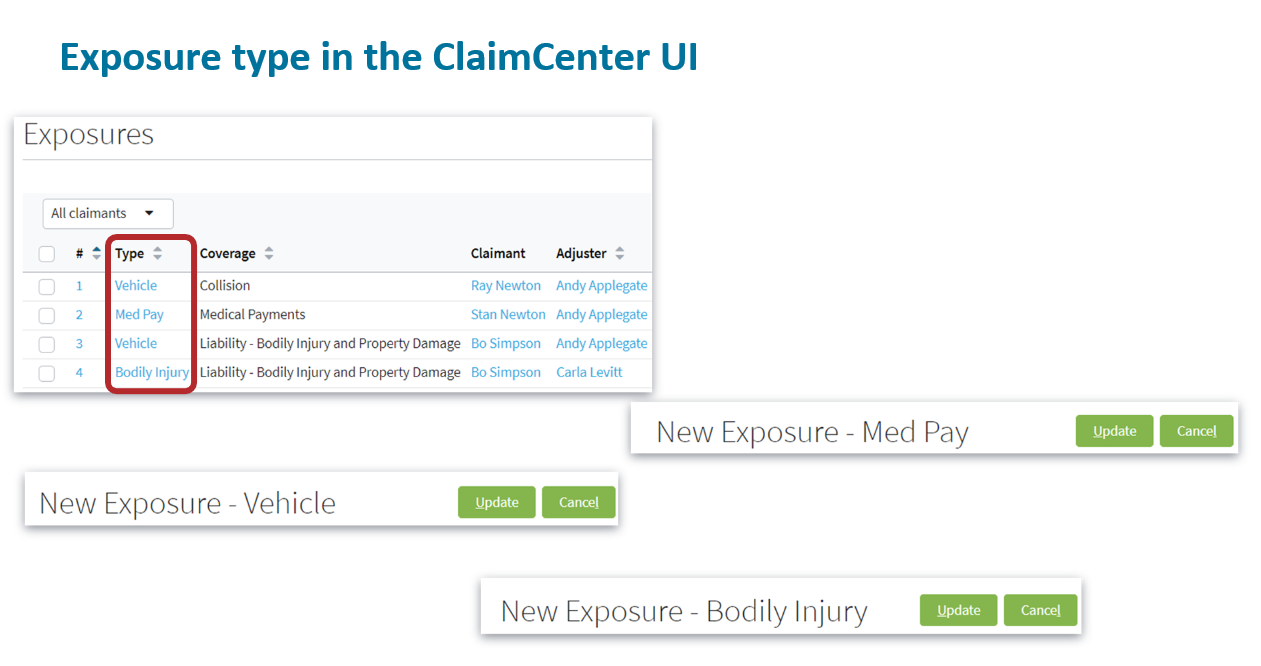 Exposure type in the ClaimCenter UI
Exposures
All claimants
# Type Coverage Claimant Adjuster
1 Vehicle Collision Ray Newton Andy Applegate
2 Med Pay Medical Payments Stan Newton Andy Applegate
3 Vehicle Liability - Bodily Injury and Property Damage Bo Simpson Andy Applegate
4 Bodily Injury Liability - Bodily Injury and Property Damage Bo Simpson Carla Levitt
New Exposure - Med Pay Update Cancel
New Exposure - Vehicle Update Cancel
New Exposure - Bodily Injury Update Cancel